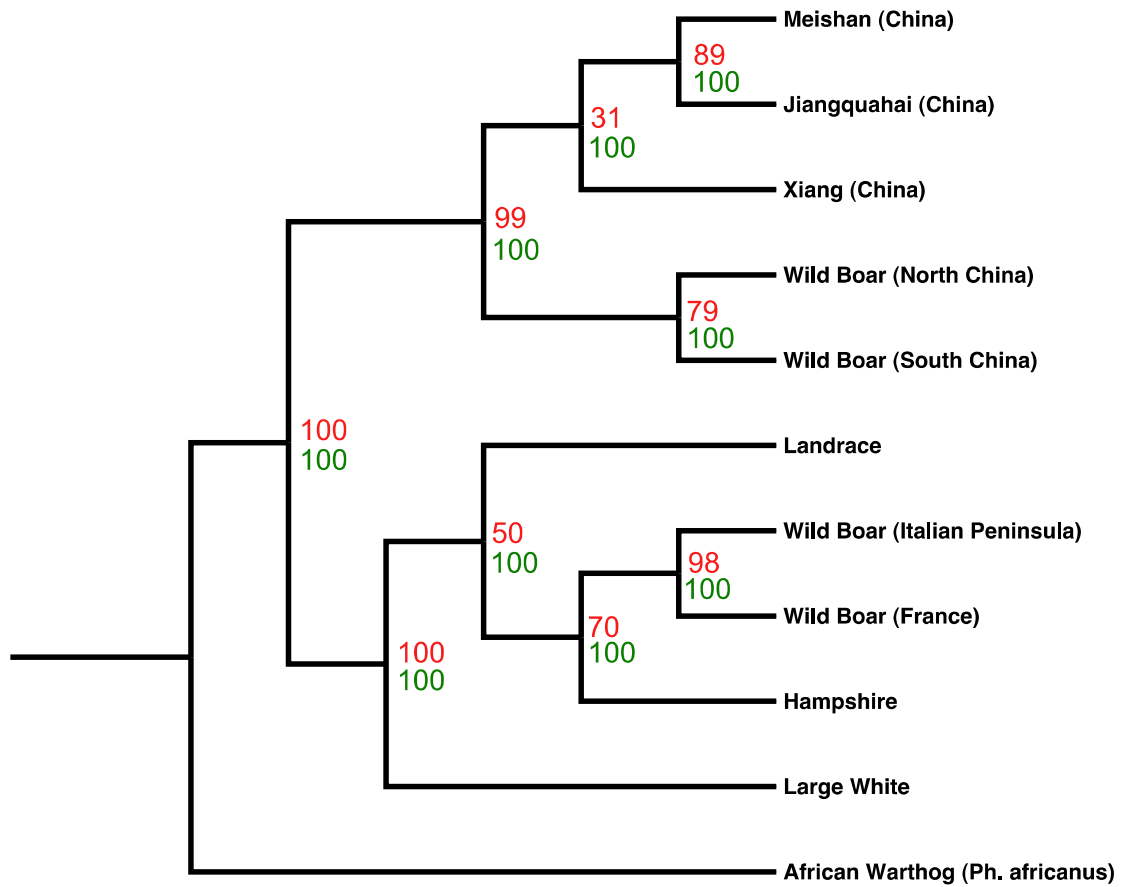 Meishan (China)
89
100
Jiangquahai (China)
31
100
Xiang (China)
99
100
Wild Boar (North China)
79
100
Wild Boar (South China)
100
100
Landrace
50
100
Wild Boar (Italian Peninsula)
98
100
Wild Boar (France)
70
100
100
100
Hampshire
Large White
African Warthog (Ph. africanus)